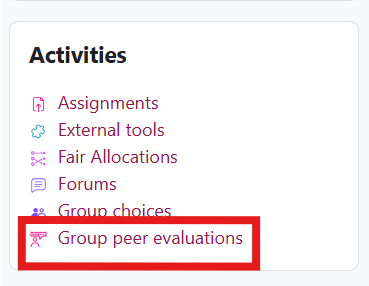 Activities
Assignments
External tools
Fair Allocations
Forums
Group choices
Group peer evaluations